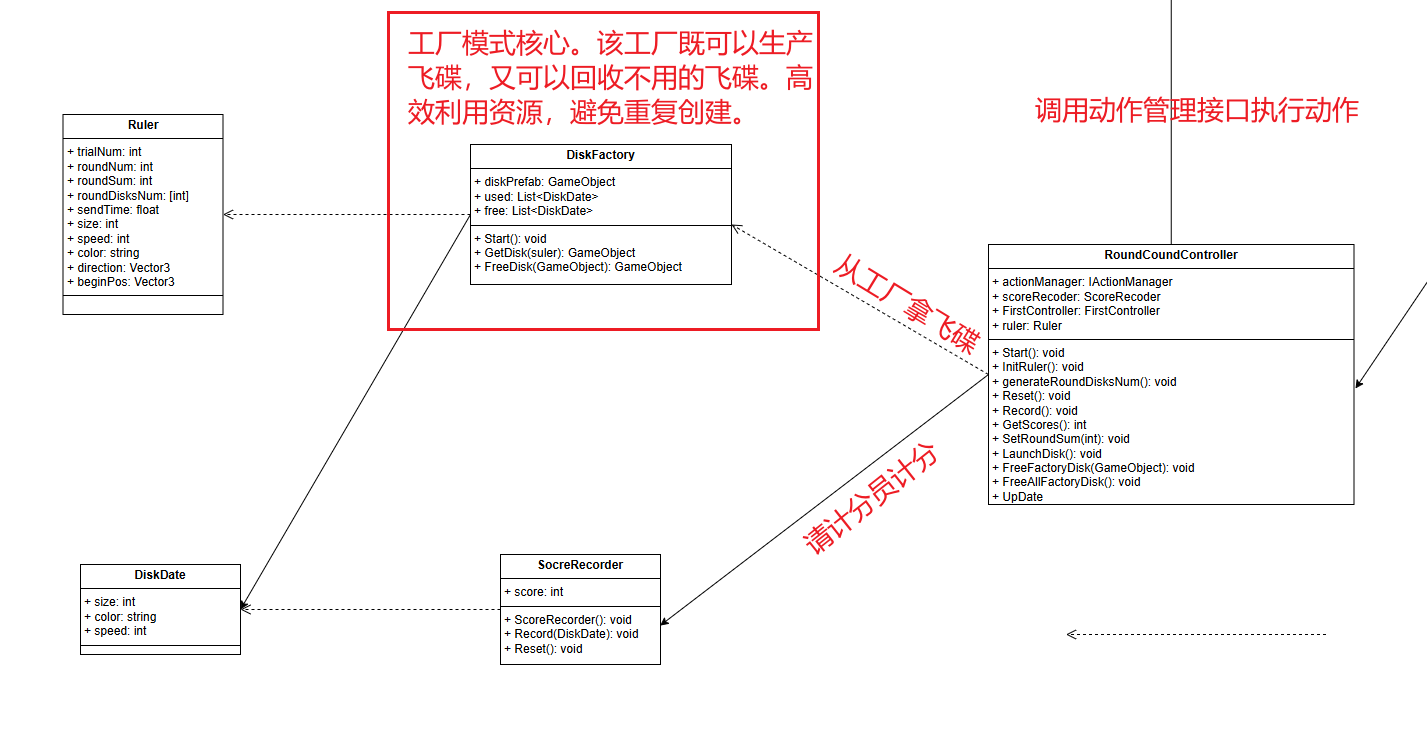 工厂模式核心。该工厂既可以生产
飞碟，又可以回收不用的飞碟。高
效利用资源，避免重复创建。
调用动作管理接口执行动作
Ruler
+ trialNum: int
+ roundNum: int
+ roundSum: int
+ roundDisksNum: [int]
+ sendTime: float
+ size: int
+ speed: int
+ color: string
+ direction: Vector3
+ beginPos: Vector3
DiskFactory
+ diskPrefab: GameObject
+ used: List<DiskDate>
+ free: List<DiskDate>
+ Start(): void
+ GetDisk(suler): GameObject
+ FreeDisk(GameObject): GameObject
从工厂拿飞碟
RoundCoundController
+ actionManager: IActionManager
+ scoreRecoder: ScoreRecoder
+ FirstController: FirstController
+ ruler: Ruler
+ Start(): void
+ InitRuler(): void
+ generateRoundDisksNum(): void
+ Reset(): void
+ Record(): void
+ GetScores(): int
+ SetRoundSum(int): void
+ LaunchDisk(): void
+ FreeFactoryDisk(GameObject): void
+ FreeAllFactoryDisk(): void
+ UpDate
请计分员计分
DiskDate
+ size: int
+ color: string
+ speed: int
SocreRecorder
+ score: int
+ ScoreRecorder(): void
+ Record(DiskDate): void
+ Reset(): void